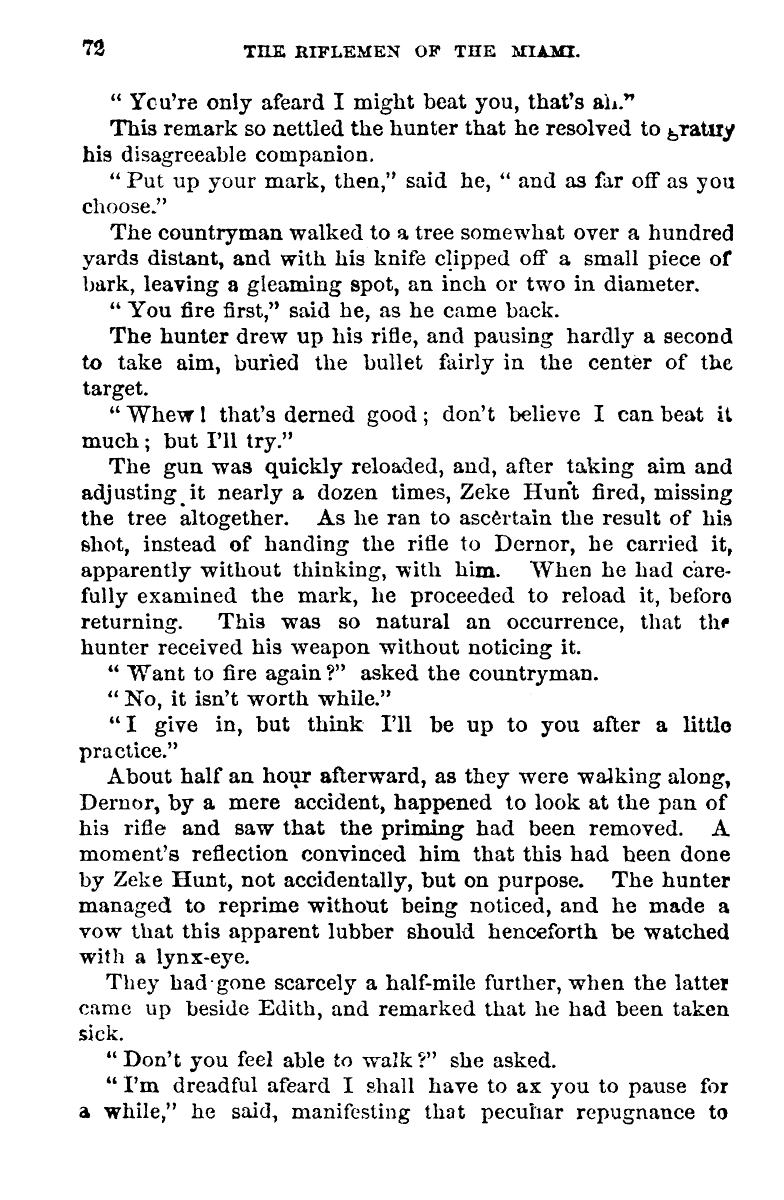 72 THE RIFLEMEN OF THE MIAMI.
“ You're only afeard I might beat you, that's all.”
This remark so nettled the hunter that he resolved to gratify
his disagreeable companion.
“ Put up your mark, then,” said he, “ and as far off as you
choose.”
The countryman walked to a tree somewhat over a hundred
yards distant, and with his knife clipped off a small piece of
bark, leaving a gleaming spot, an inch or two in diameter.
“ You fire first,” said he, as he came back.
The hunter drew up his rifle, and pausing hardly a second
to take aim, buried the bullet fairly in the center of the
target.
“ Whew! that's derned good ; don't believe I can beat it
much ; but I'll try.”
The gun was quickly reloaded, and, after taking aim and
adjusting it nearly a dozen times, Zeke Hunt fired, missing
the tree altogether. As he ran to ascertain the result of his
shot, instead of handing the rifle to Dernor, he carried it,
apparently without thinking, with him. When he had care-
fully examined the mark, he proceeded to reload it, before
returning. This was so natural an occurrence, that the
hunter received his weapon without noticing it.
“ Want to fire again ?” asked the countryman.
“ No, it isn't worth while.”
“ I give in, but think I'll be up to you after a little
practice.”
About half an hour afterward, as they were walking along,
Dernor, by a mere accident, happened to look at the pan of
his rifle and saw that the priming had been removed. A
moment's reflection convinced him that this had been done
by Zeke Hunt, not accidentally, but on purpose. The hunter
managed to reprime without being noticed, and he made a
vow that this apparent lubber should henceforth be watched
with a lynx-eye.
They had gone scarcely a half-mile further, when the latter
came up beside Edith, and remarked that he had been taken
sick.
“ Don't you feel able to walk ?” she asked.
“ I'm dreadful afeard I shall have to ax you to pause for
a while,” he said, manifesting that peculiar repugnance to